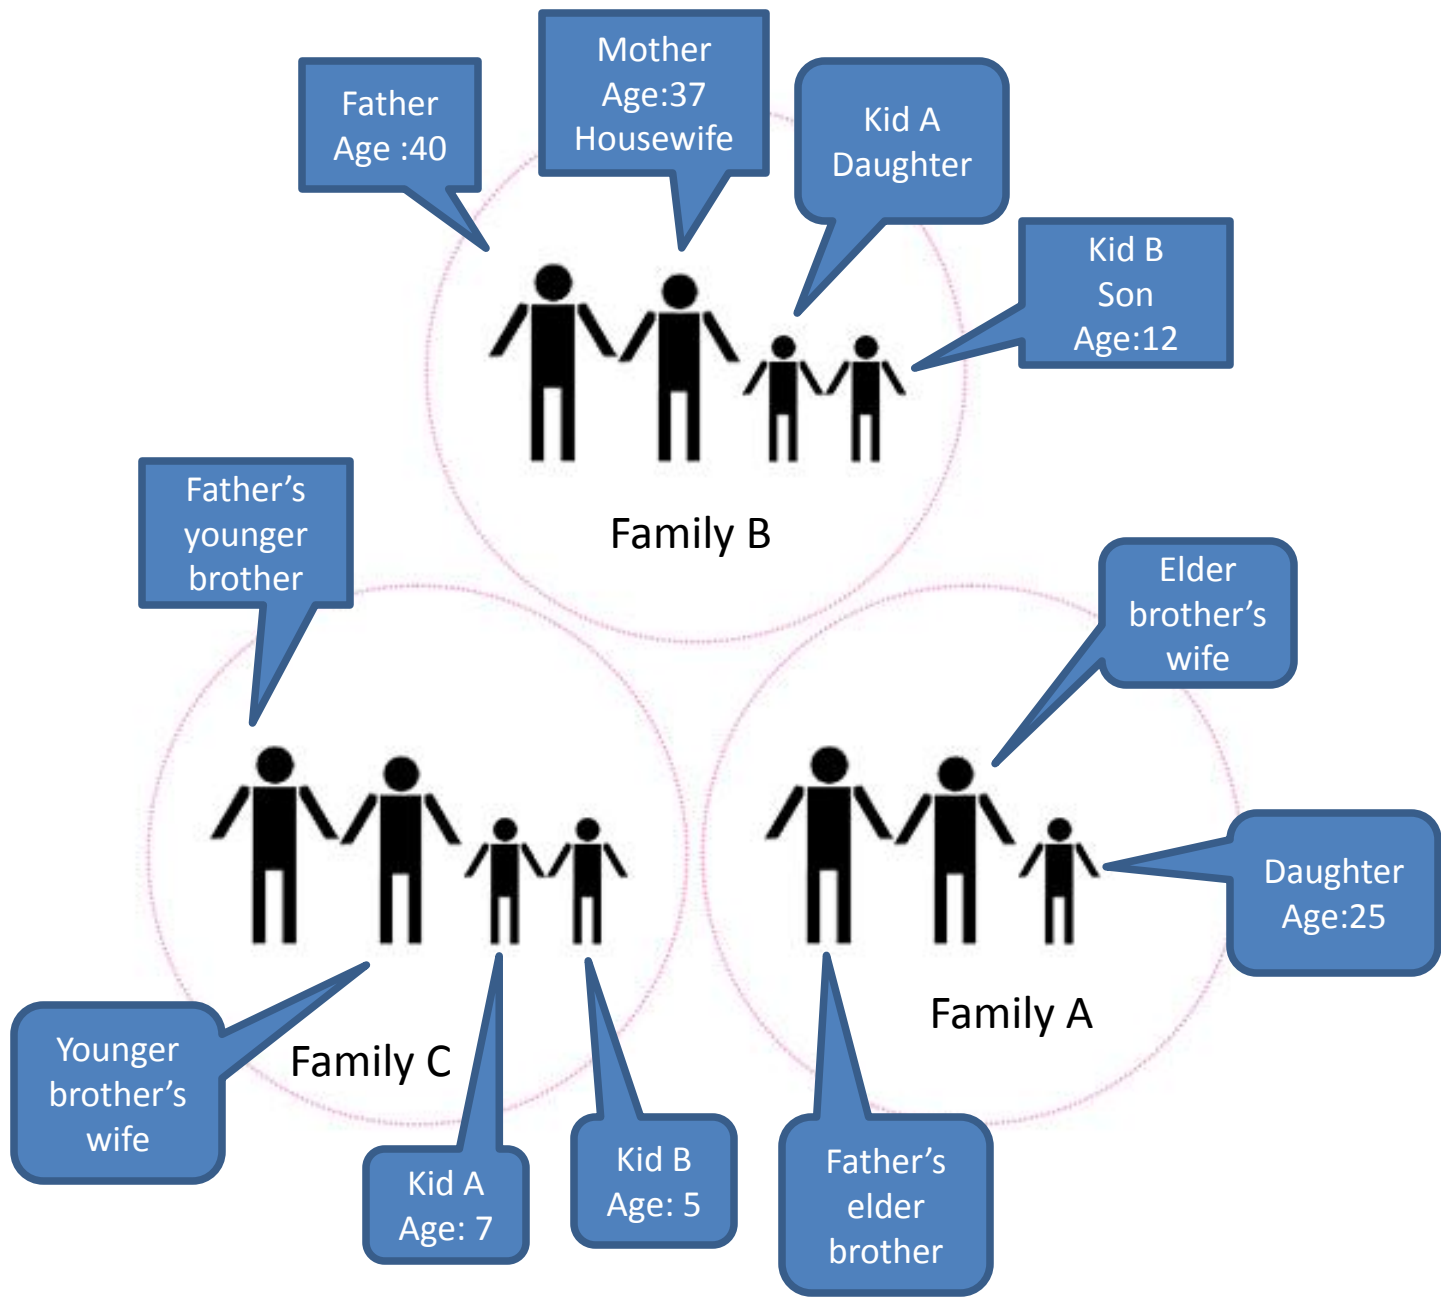 Father
Age :40
Mother
Age:37
Housewife
Kid A
Daughter
Kid B
Son
Age:12
Family B
Father’s
younger
brother
Elder
brother’s
wife
Daughter
Age:25
Family A
Family C
Younger
brother’s
wife
Kid A
Age: 7
Kid B
Age: 5
Father’s
elder
brother